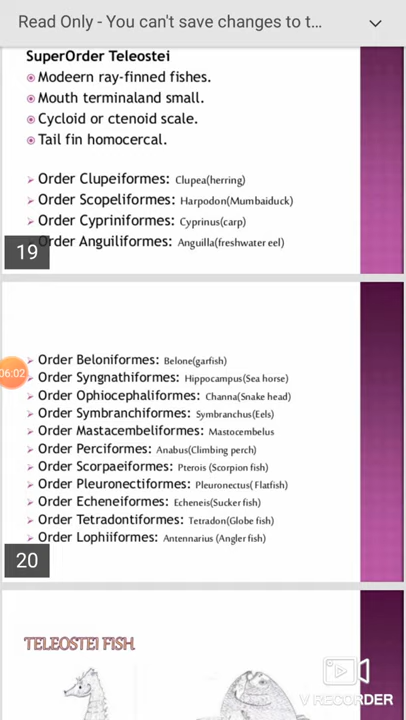 Read Only - You can't save changes to t...
SuperOrder Teleostei
Modeern ray-finned fishes.
Mouth terminaland small.
Cycloid or ctenoid scale.
Tail fin homocercal.
Order Clupeiformes: Clupea(herring)
Order Scopeliformes: Harpodon(Mumbaiduck)
Order Cypriniformes: Cyprinus(carp)
Order Anguiliformes: Anguilla(freshwater eel)
19
Order Beloniformes: Belone(garfish)
06:02
Order Syngnathiformes: Hippocampus(Sea horse)
Order Ophiocephaliformes: Channa(Snake head)
Order Symbranchiformes: Symbranchus(Eels)
Order Mastacembeliformes: Mastocembelus
Order Perciformes: Anabus(Climbing perch)
Order Scorpaeiformes: Pterois (Scorpion fish)
Order Pleuronectiformes: Pleuronectus( Flatfish)
Order Echeneiformes: Echeneis(Sucker fish)
Order Tetradontiformes: Tetradon(Globe fish)
Order Lophiiformes: Antennarius (Angler fish)
20
TELEOSTEI FISH
V RECORDER